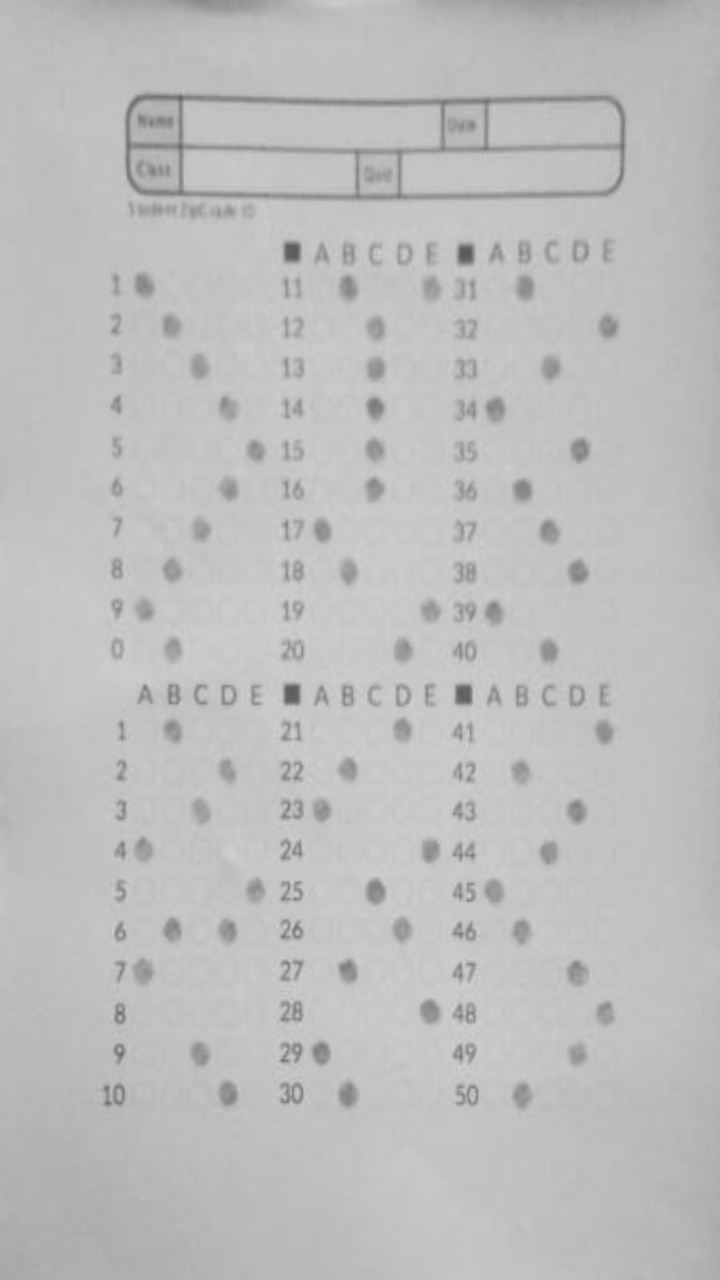 Name Date
Class Quiz
Student ZipGrade ID
A B C D E A B C D E
1 11 31
2 12 32
3 13 33
4 14 34
5 15 35
6 16 36
7 17 37
8 18 38
9 19 39
0 20 40
A B C D E A B C D E A B C D E
1 21 41
2 22 42
3 23 43
4 24 44
5 25 45
6 26 46
7 27 47
8 28 48
9 29 49
10 30 50